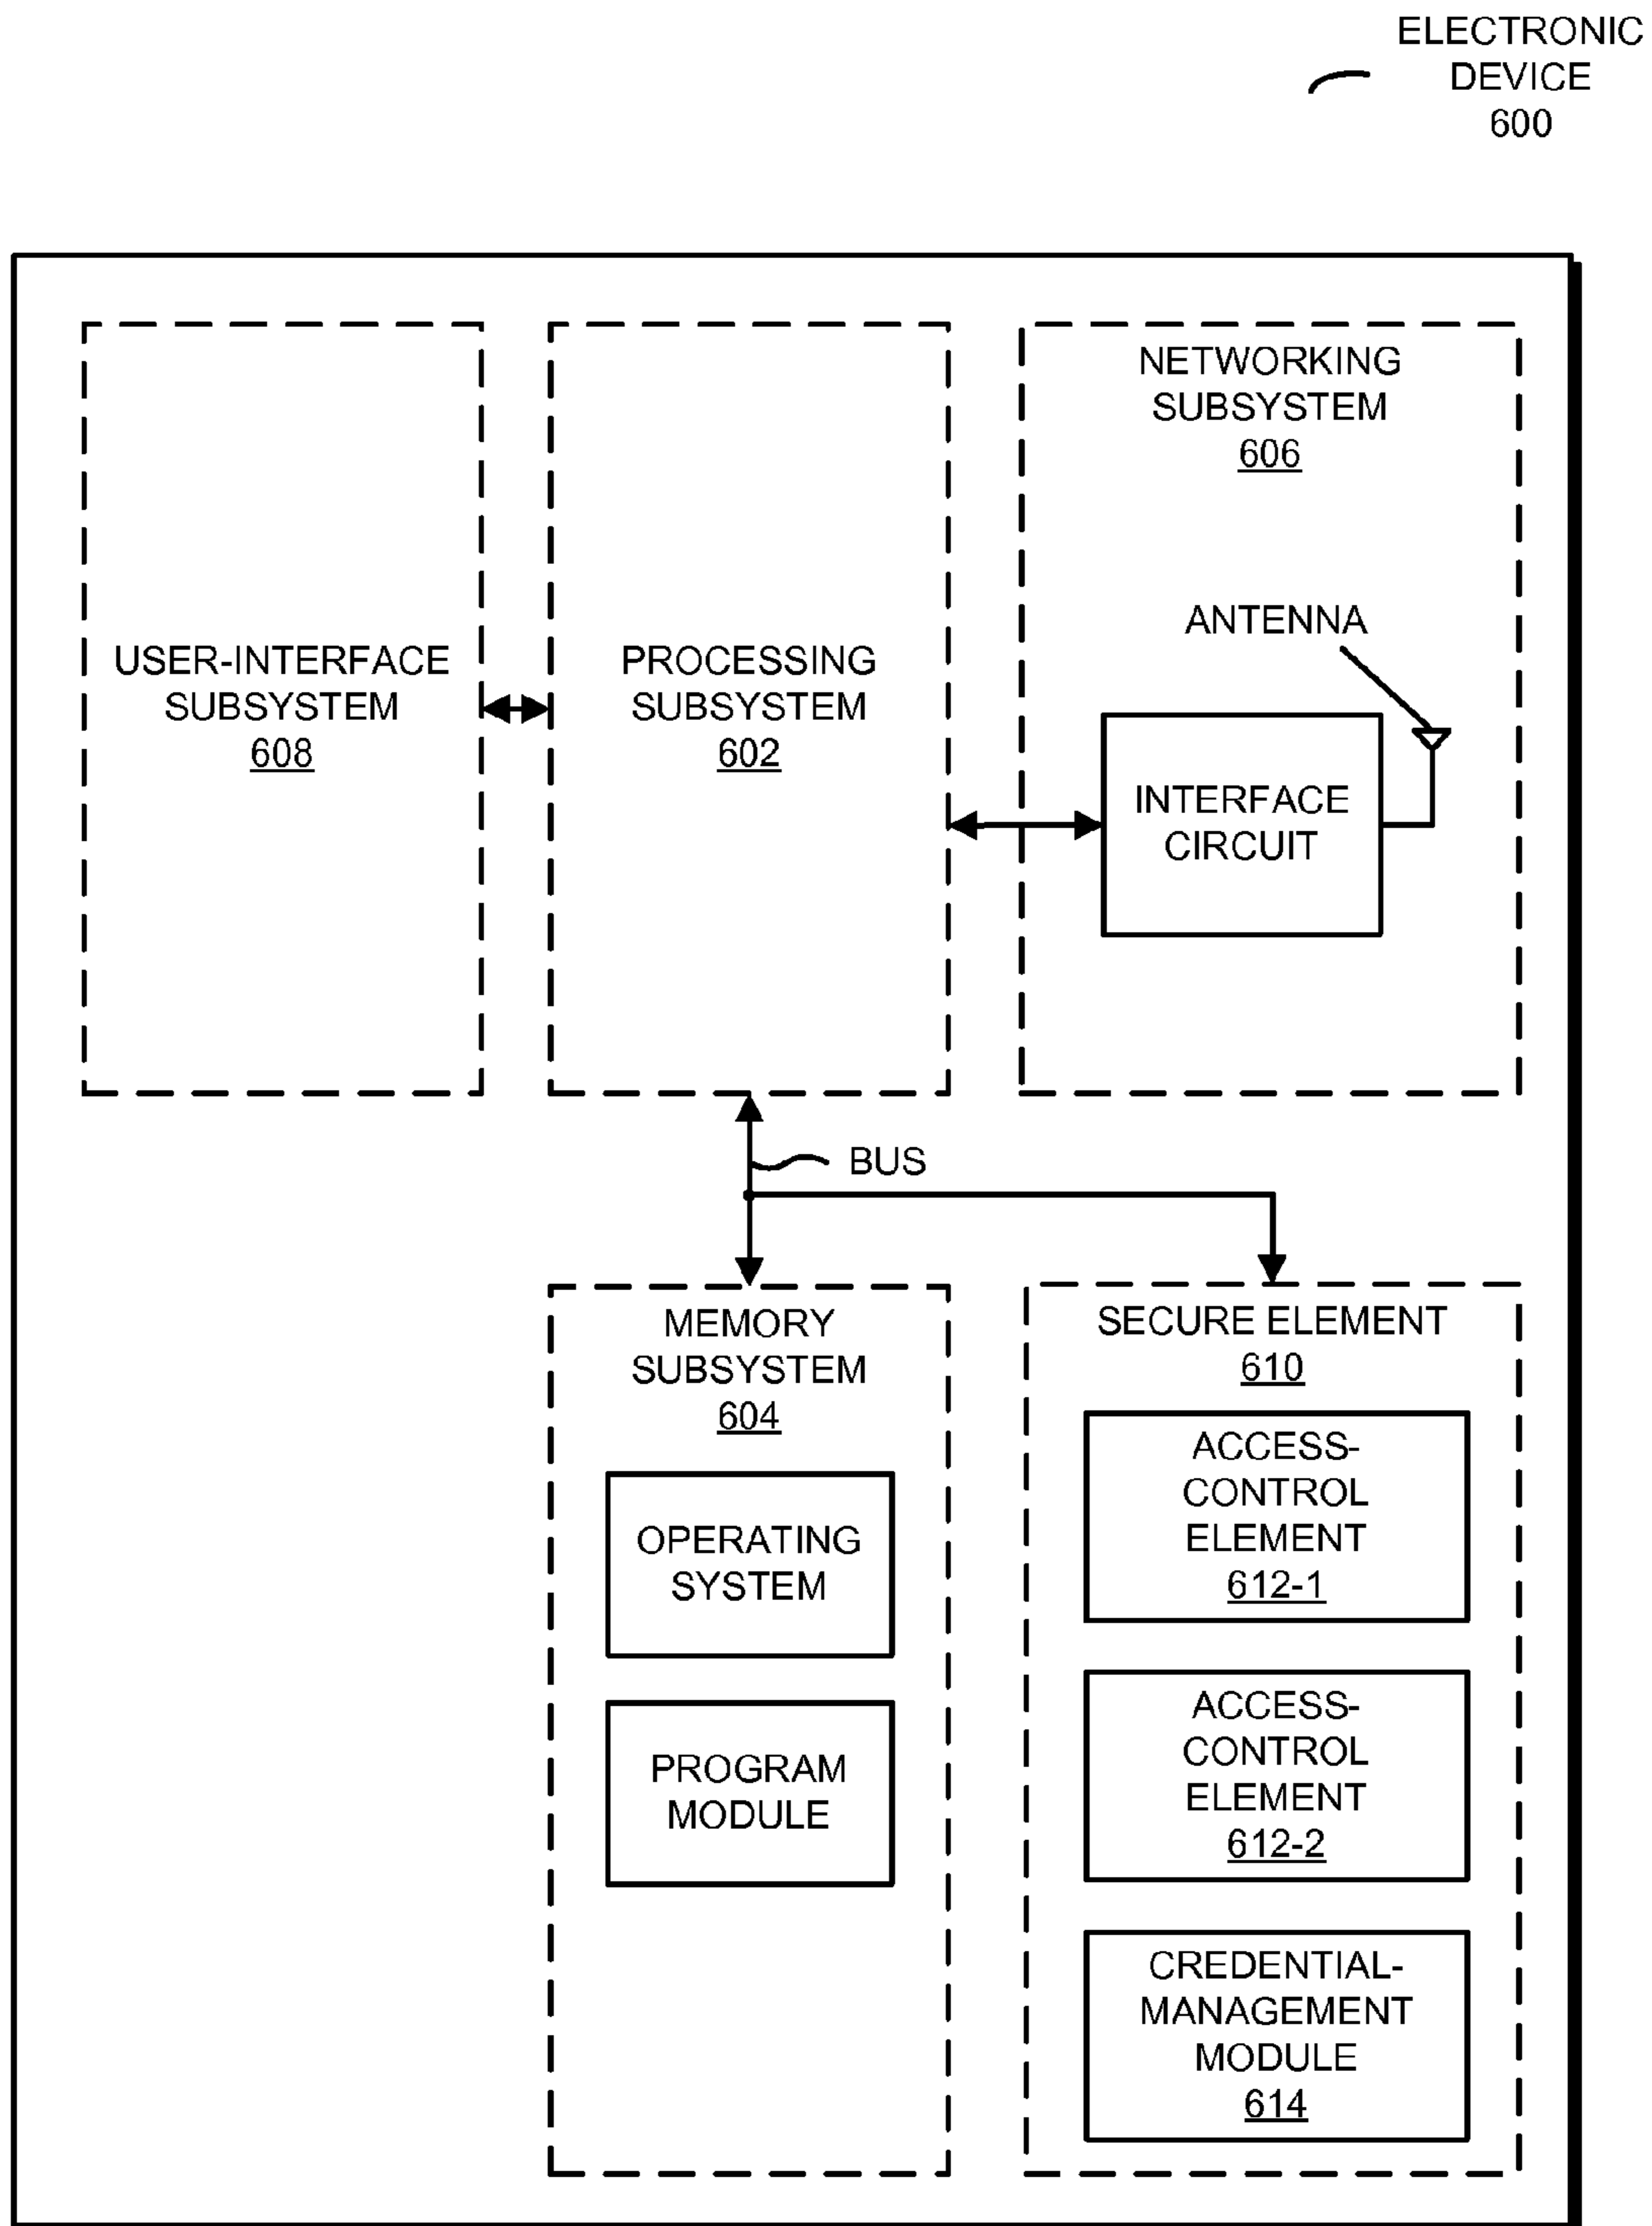 ELECTRONIC
DEVICE
600
USER-INTERFACE
SUBSYSTEM
608
PROCESSING
SUBSYSTEM
602
NETWORKING
SUBSYSTEM
606
ANTENNA
INTERFACE
CIRCUIT
BUS
MEMORY
SUBSYSTEM
604
OPERATING
SYSTEM
PROGRAM
MODULE
SECURE ELEMENT
610
ACCESS-
CONTROL
ELEMENT
612-1
ACCESS-
CONTROL
ELEMENT
612-2
CREDENTIAL-
MANAGEMENT
MODULE
614